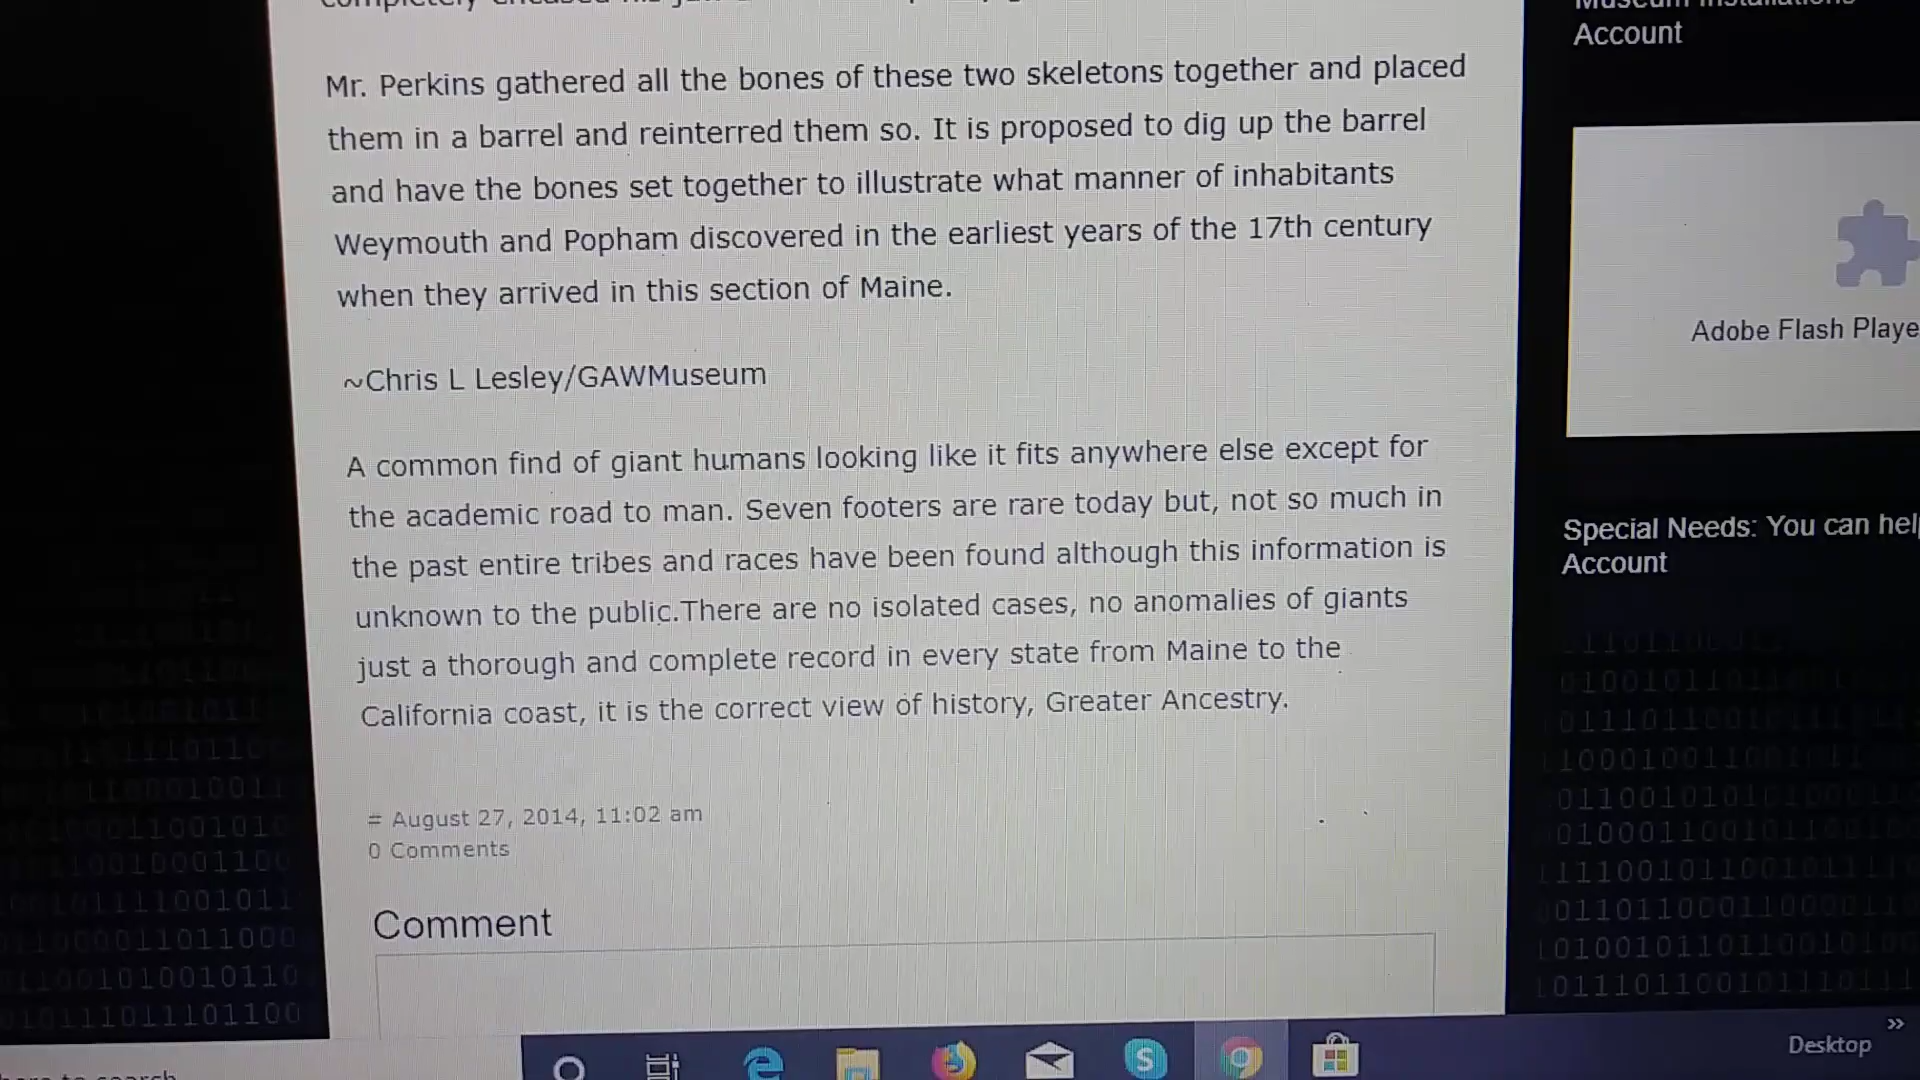 Mr. Perkins gathered all the bones of these two skeletons together and placed
them in a barrel and reinterred them so. It is proposed to dig up the barrel
and have the bones set together to illustrate what manner of inhabitants
Weymouth and Popham discovered in the earliest years of the 17th century
when they arrived in this section of Maine.
~Chris L Lesley/GAWMuseum
A common find of giant humans looking like it fits anywhere else except for
the academic road to man. Seven footers are rare today but, not so much in
the past entire tribes and races have been found although this information is
unknown to the public.There are no isolated cases, no anomalies of giants
just a thorough and complete record in every state from Maine to the
California coast, it is the correct view of history, Greater Ancestry.
# August 27, 2014, 11:02 am
0 Comments
Comment
Account
Adobe Flash Playe
Special Needs: You can hel
Account
Desktop